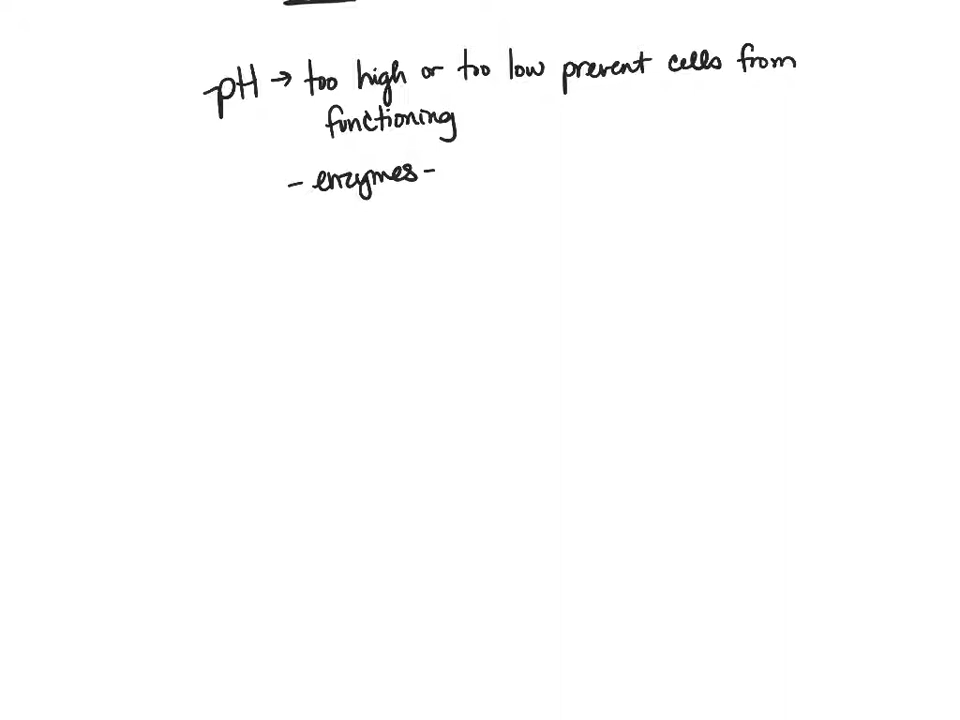 pH → too high or too low prevent cells from
functioning
- enzymes -